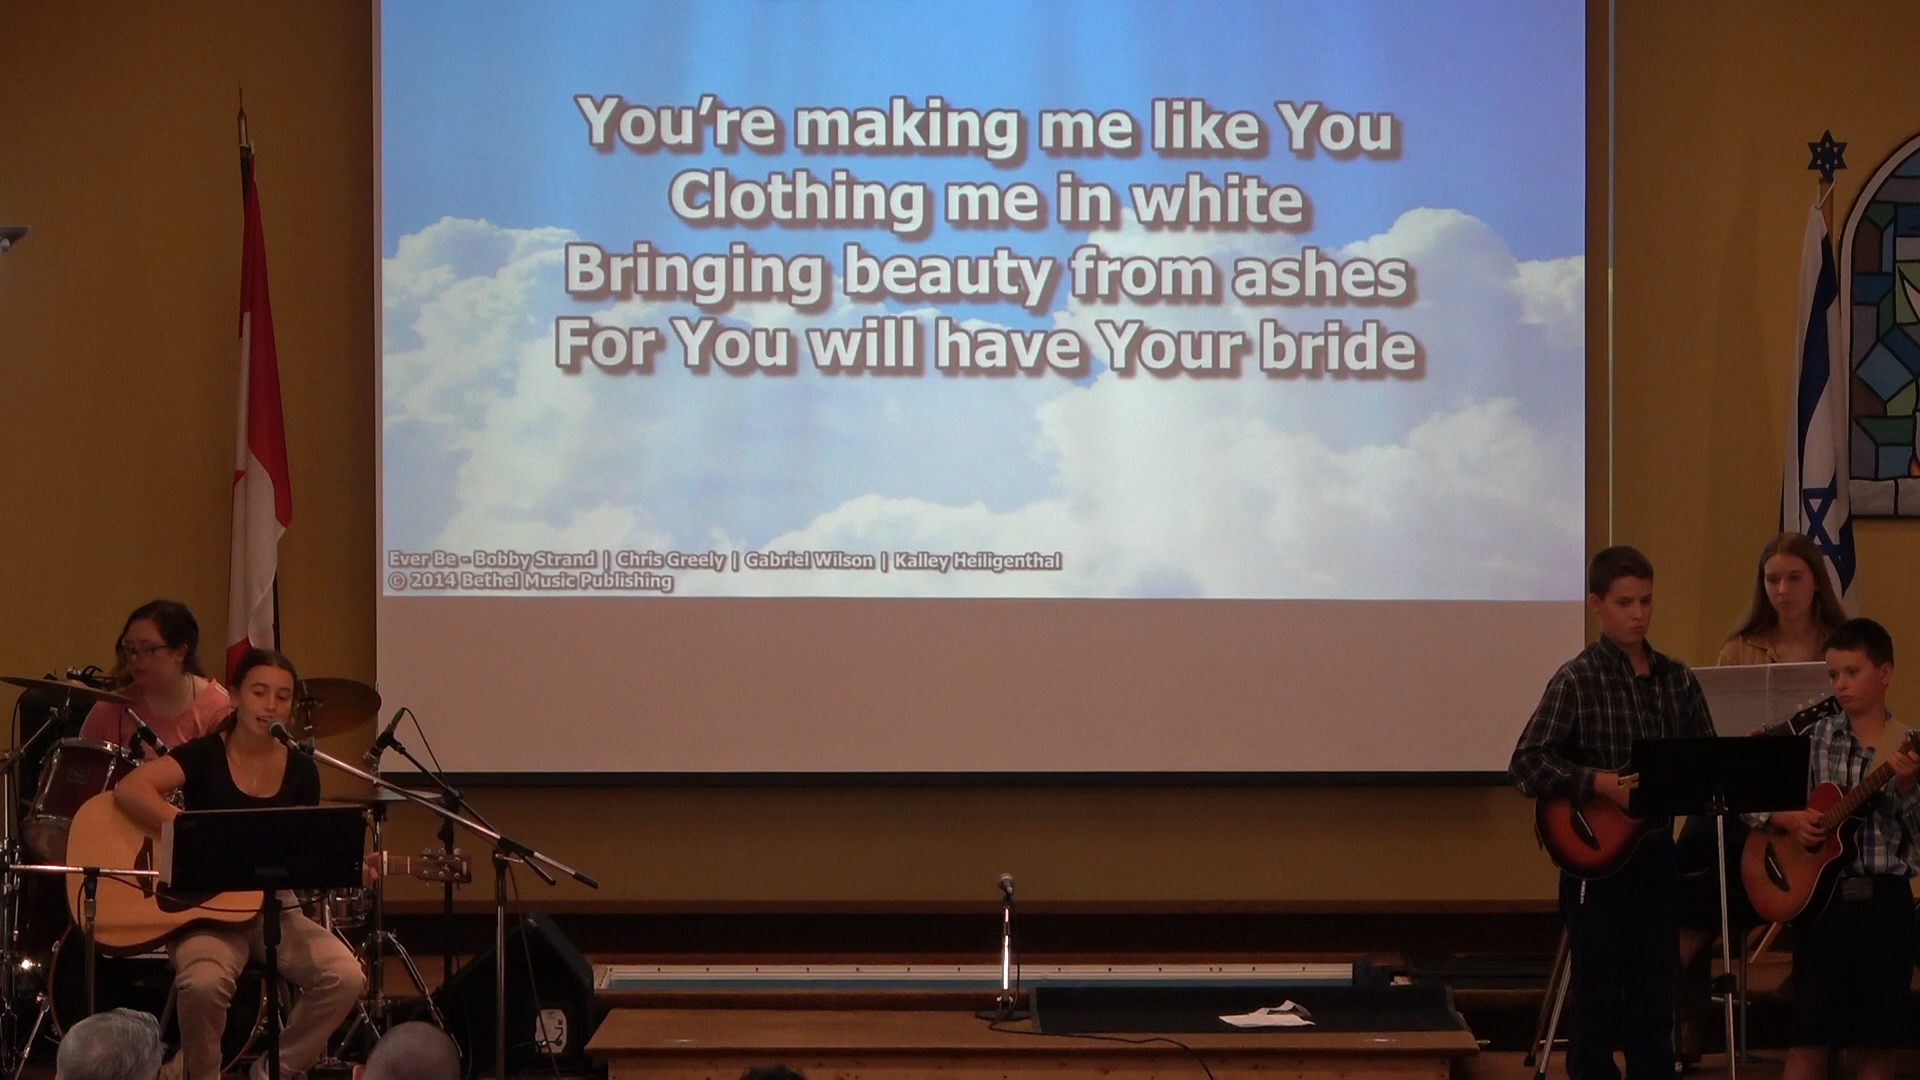 You're making me like You
Clothing me in white
Bringing beauty from ashes
For You will have Your bride
Ever Be - Bobby Strand | Chris Greely | Gabriel Wilson | Kalley Heiligenthal
© 2014 Bethel Music Publishing